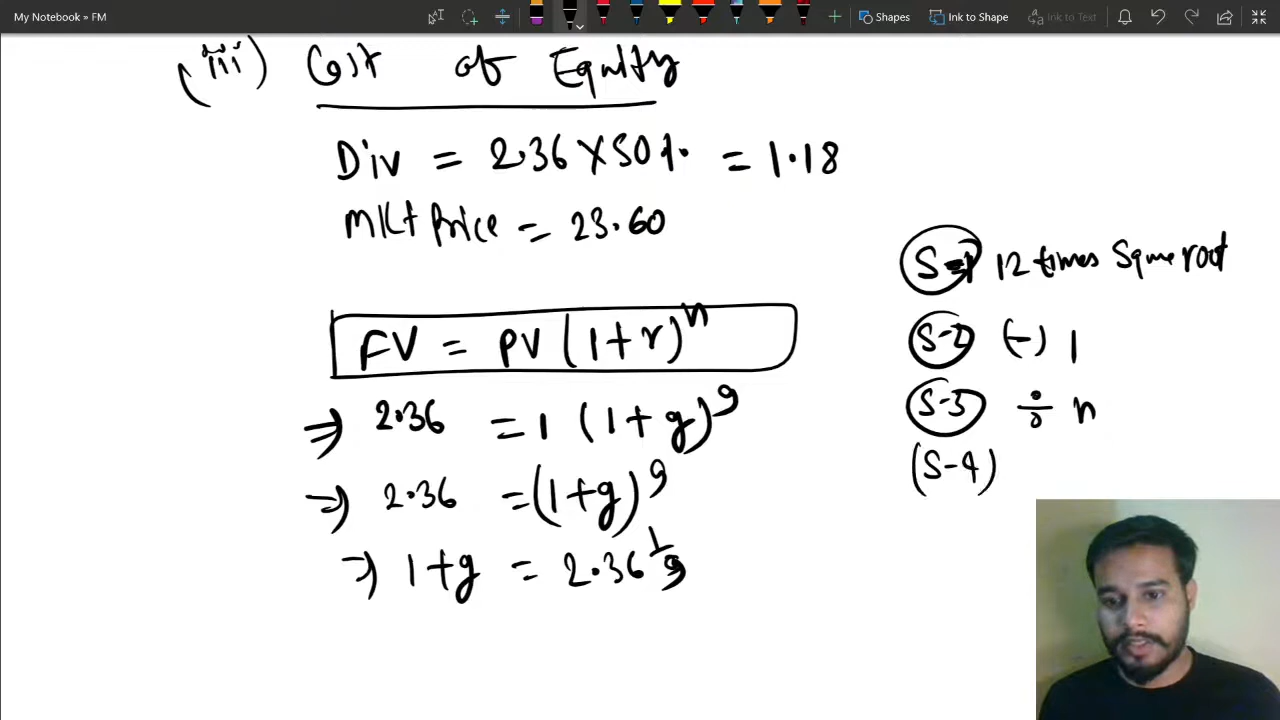 My Notebook » FM
Shapes
Ink to Shape
Ink to Text
(iii) Cost of Equity
Div = 2.36 X 50% = 1.18
Mkt Price = 23.60
FV = PV (1+r)^n
⇒ 2.36 = 1 (1+g)^9
⇒ 2.36 = (1+g)^9
⇒ 1+g = 2.36^1/9
S-1 12 times Square root
S-2 (-) 1
S-3 ÷ n
(S-4)